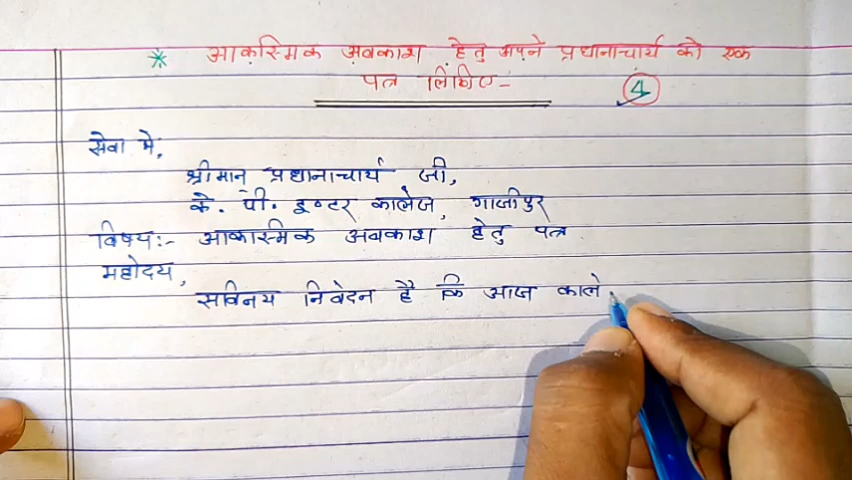 * आकस्मिक अवकाश हेतु अपने प्रधानाचार्य को एक
पत्र लिखिए- 4
सेवा मे,
श्रीमान् प्रधानाचार्य जी,
के. पी. इण्टर कालेज, गाजीपुर
विषय:- आकास्मिक अवकाश हेतु पत्र
महोदय,
सविनय निवेदन है कि आज काले